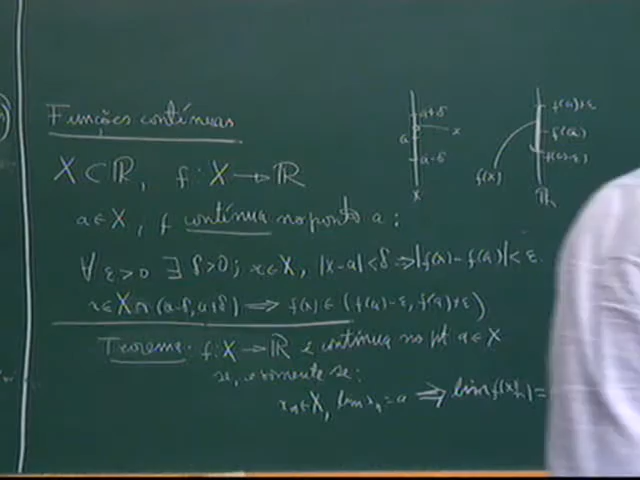 Funções contínuas
X ⊂ ℝ, f: X → ℝ
a ∈ X, f contínua no ponto a:
∀ ε>0 ∃ δ>0; x∈X, |x-a|<δ ⇒ |f(x)-f(a)|<ε.
x∈X∩(a-δ, a+δ) ⟹ f(x) ∈ (f(a)-ε, f(a)+ε)
Teorema. f: X → ℝ é contínua no pt a∈X
se, e somente se:
xₙ∈X, lim xₙ = a ⟹ lim f(xₙ) =
a+δ
a
x
a-δ
X
f(a)+ε
f(a)
f(a)-ε
f(X)
ℝ